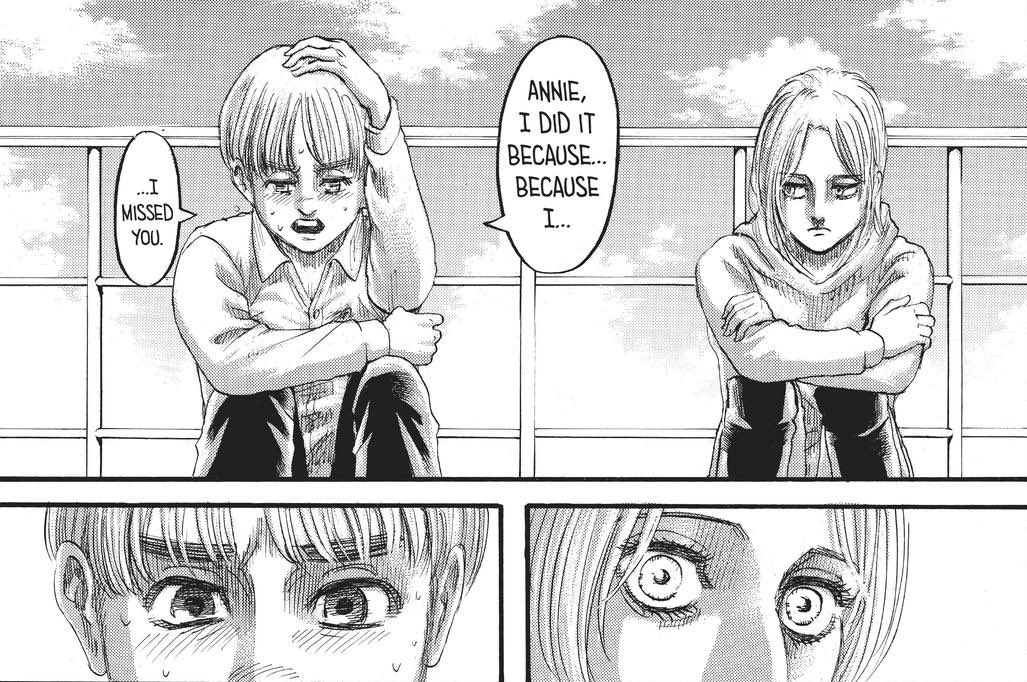 ANNIE,
I DID IT
BECAUSE...
BECAUSE
I...
...I
MISSED
YOU.